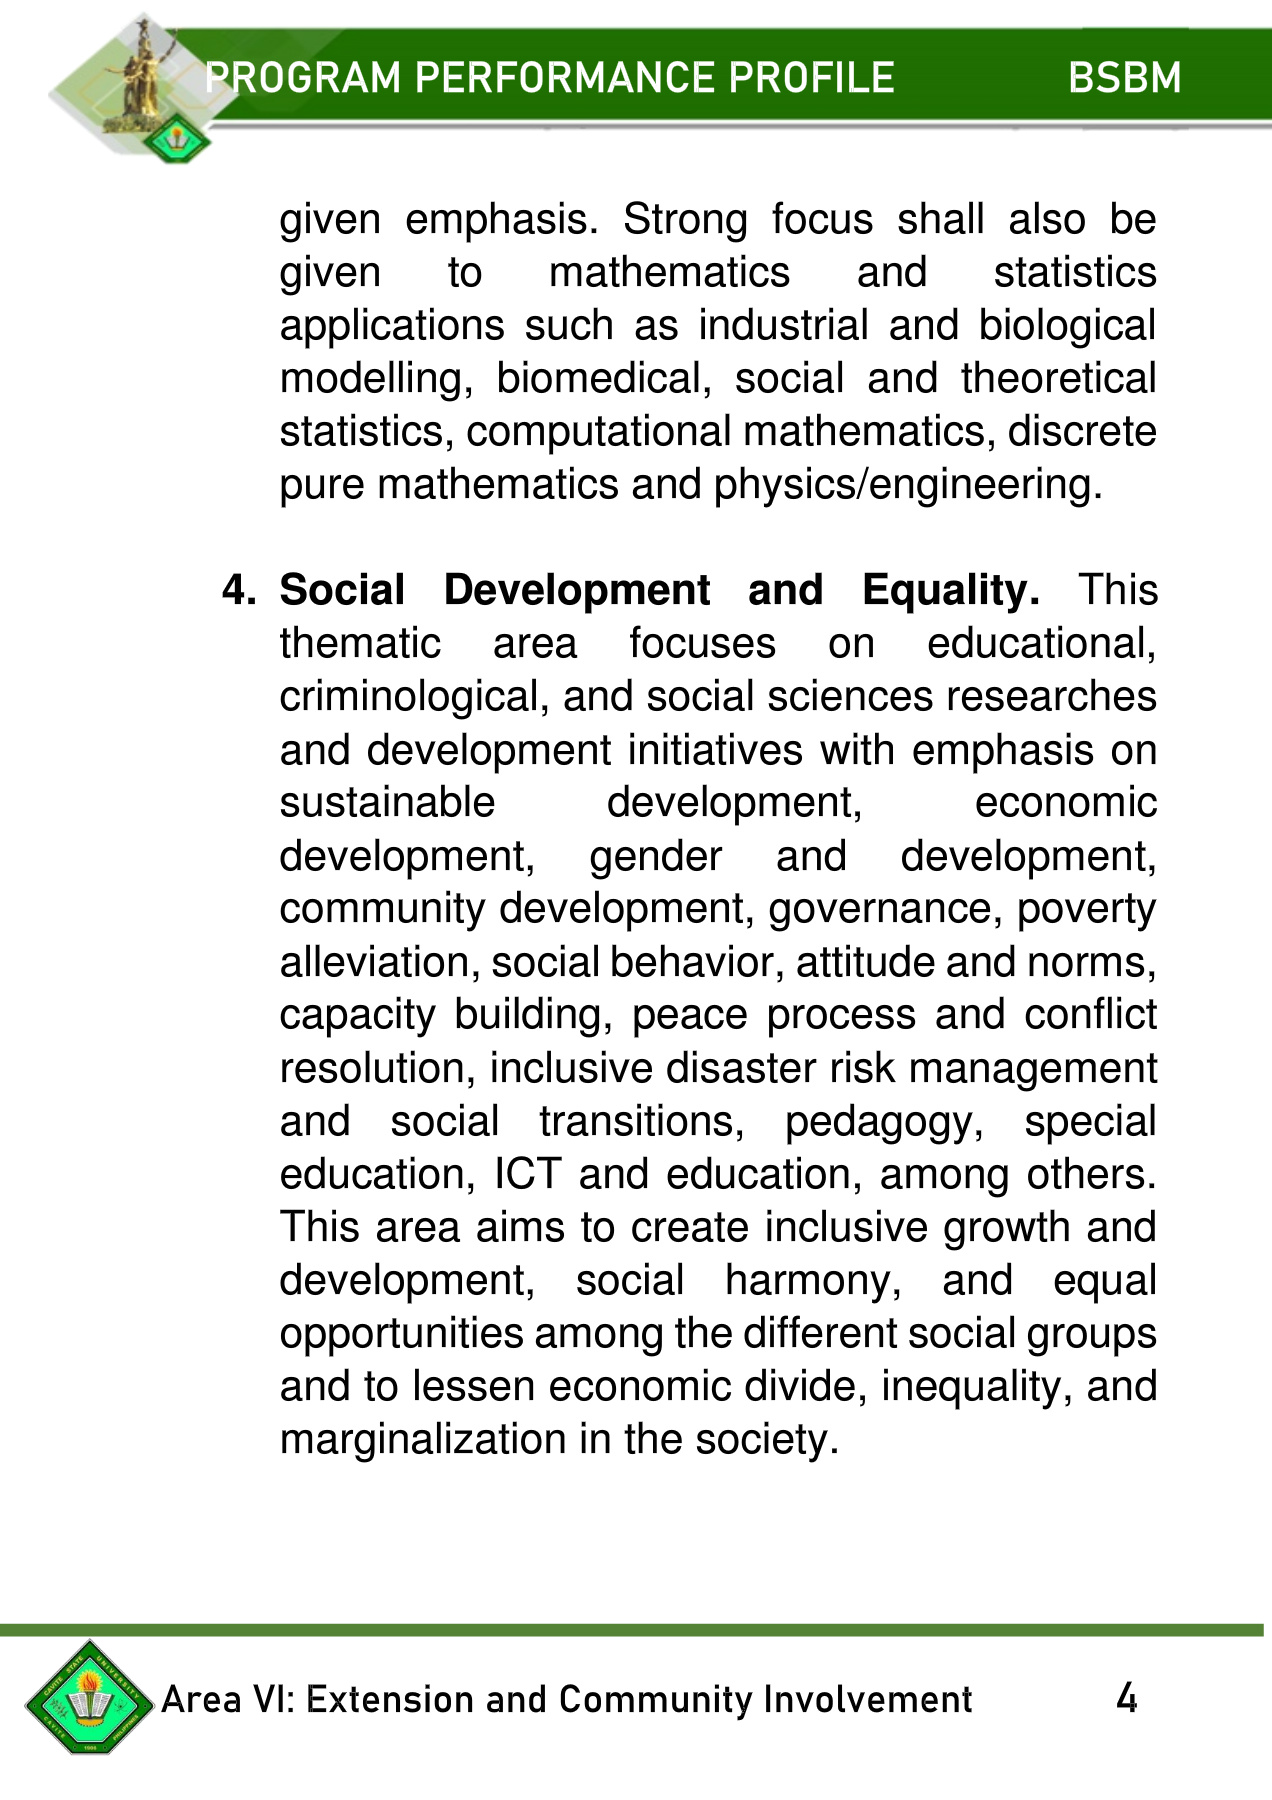 PROGRAM PERFORMANCE PROFILE BSBM
given emphasis. Strong focus shall also be
given to mathematics and statistics
applications such as industrial and biological
modelling, biomedical, social and theoretical
statistics, computational mathematics, discrete
pure mathematics and physics/engineering.
4. Social Development and Equality. This
thematic area focuses on educational,
criminological, and social sciences researches
and development initiatives with emphasis on
sustainable development, economic
development, gender and development,
community development, governance, poverty
alleviation, social behavior, attitude and norms,
capacity building, peace process and conflict
resolution, inclusive disaster risk management
and social transitions, pedagogy, special
education, ICT and education, among others.
This area aims to create inclusive growth and
development, social harmony, and equal
opportunities among the different social groups
and to lessen economic divide, inequality, and
marginalization in the society.
CAVITE STATE UNIVERSITY
CAVITE PHILIPPINES
1906
Area VI: Extension and Community Involvement 4